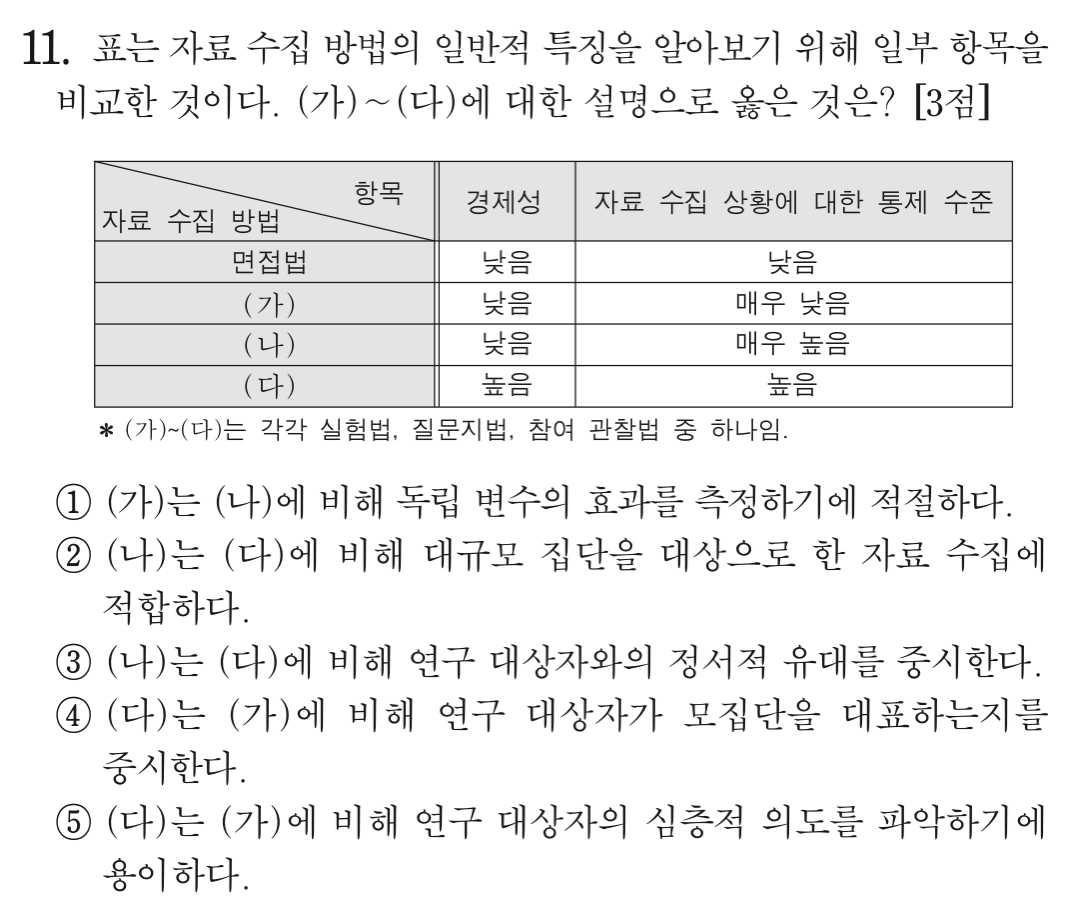 11. 표는 자료 수집 방법의 일반적 특징을 알아보기 위해 일부 항목을
비교한 것이다. (가)~(다)에 대한 설명으로 옳은 것은? [3점]
항목
자료 수집 방법
경제성
자료 수집 상황에 대한 통제 수준
면접법 낮음 낮음
(가) 낮음 매우 낮음
(나) 낮음 매우 높음
(다) 높음 높음
* (가)~(다)는 각각 실험법, 질문지법, 참여 관찰법 중 하나임.
① (가)는 (나)에 비해 독립 변수의 효과를 측정하기에 적절하다.
② (나)는 (다)에 비해 대규모 집단을 대상으로 한 자료 수집에
적합하다.
③ (나)는 (다)에 비해 연구 대상자와의 정서적 유대를 중시한다.
④ (다)는 (가)에 비해 연구 대상자가 모집단을 대표하는지를
중시한다.
⑤ (다)는 (가)에 비해 연구 대상자의 심층적 의도를 파악하기에
용이하다.